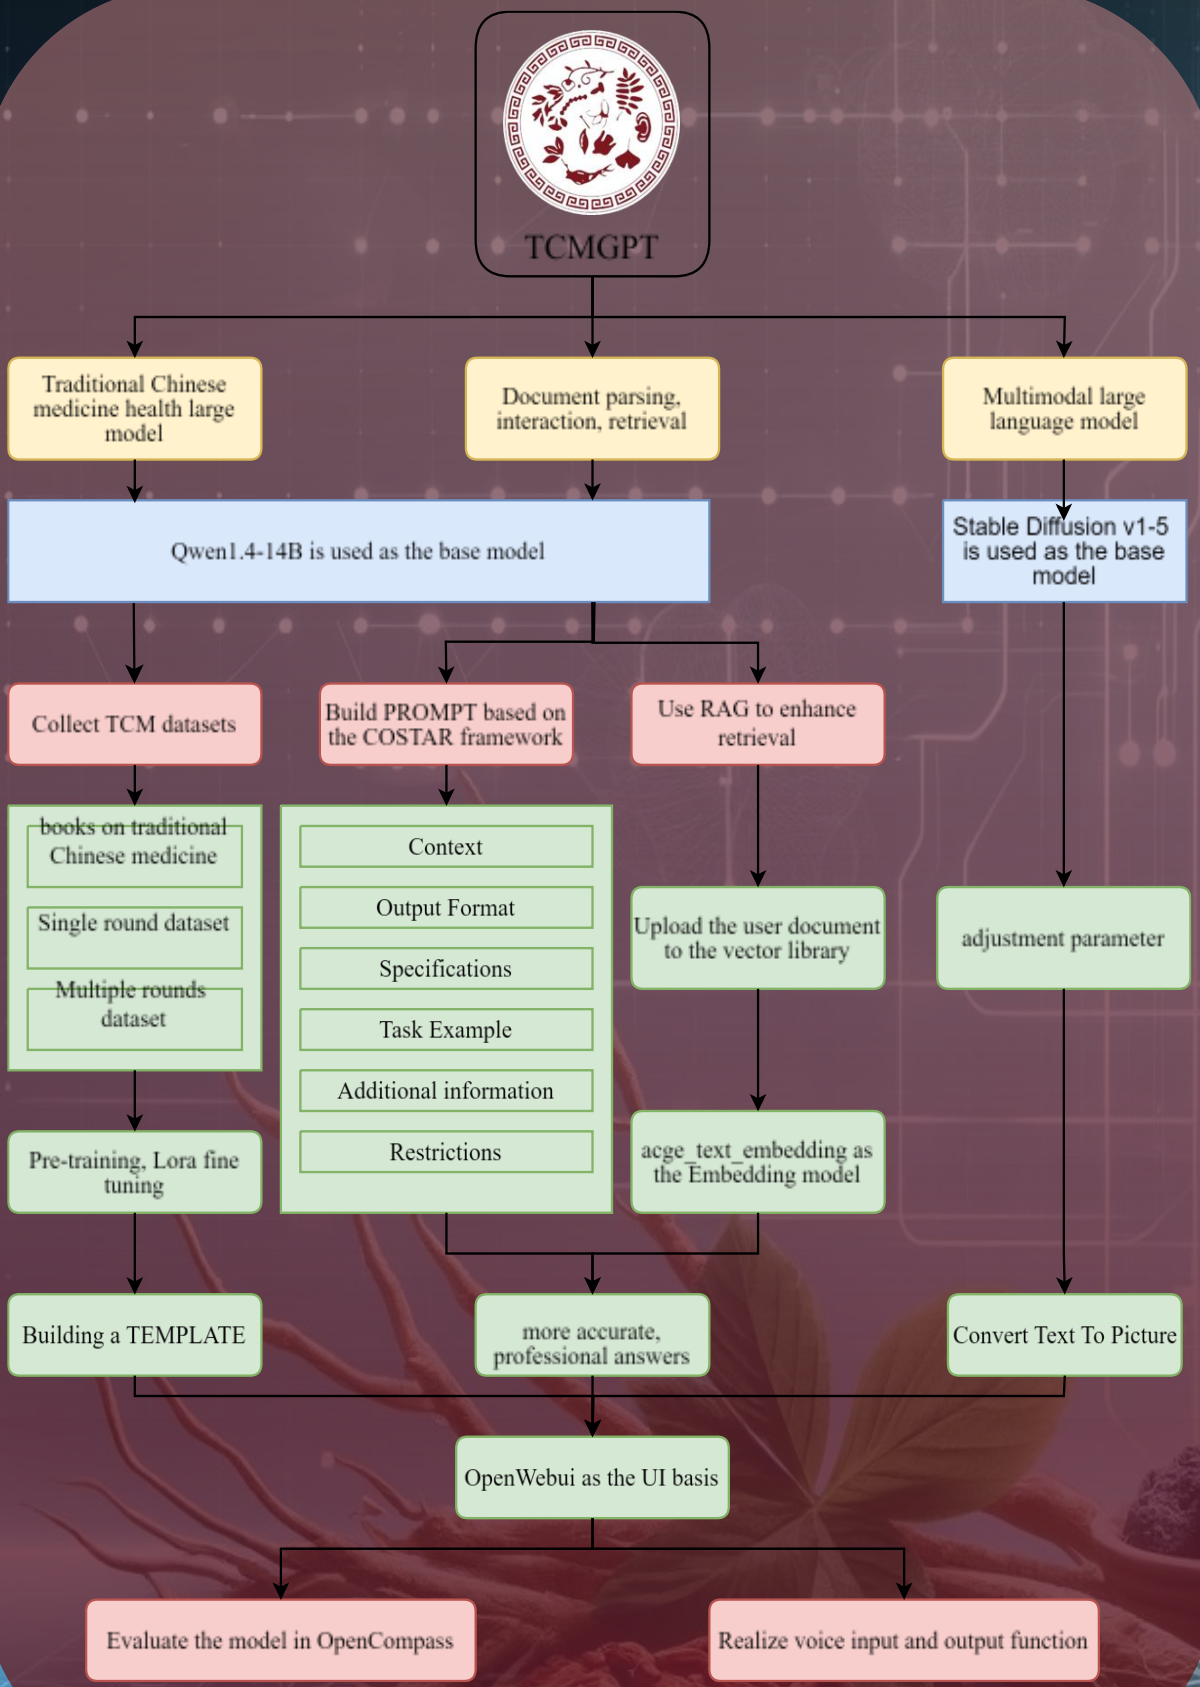 TCMGPT
Traditional Chinese
medicine health large
model
Document parsing,
interaction, retrieval
Multimodal large
language model
Qwen1.4-14B is used as the base model
Stable Diffusion v1-5
is used as the base
model
Collect TCM datasets
Build PROMPT based on
the COSTAR framework
Use RAG to enhance
retrieval
books on traditional
Chinese medicine
Single round dataset
Multiple rounds
dataset
Context
Output Format
Specifications
Task Example
Additional information
Restrictions
Upload the user document
to the vector library
adjustment parameter
Pre-training, Lora fine
tuning
acge_text_embedding as
the Embedding model
Building a TEMPLATE
more accurate,
professional answers
Convert Text To Picture
OpenWebui as the UI basis
Evaluate the model in OpenCompass
Realize voice input and output function